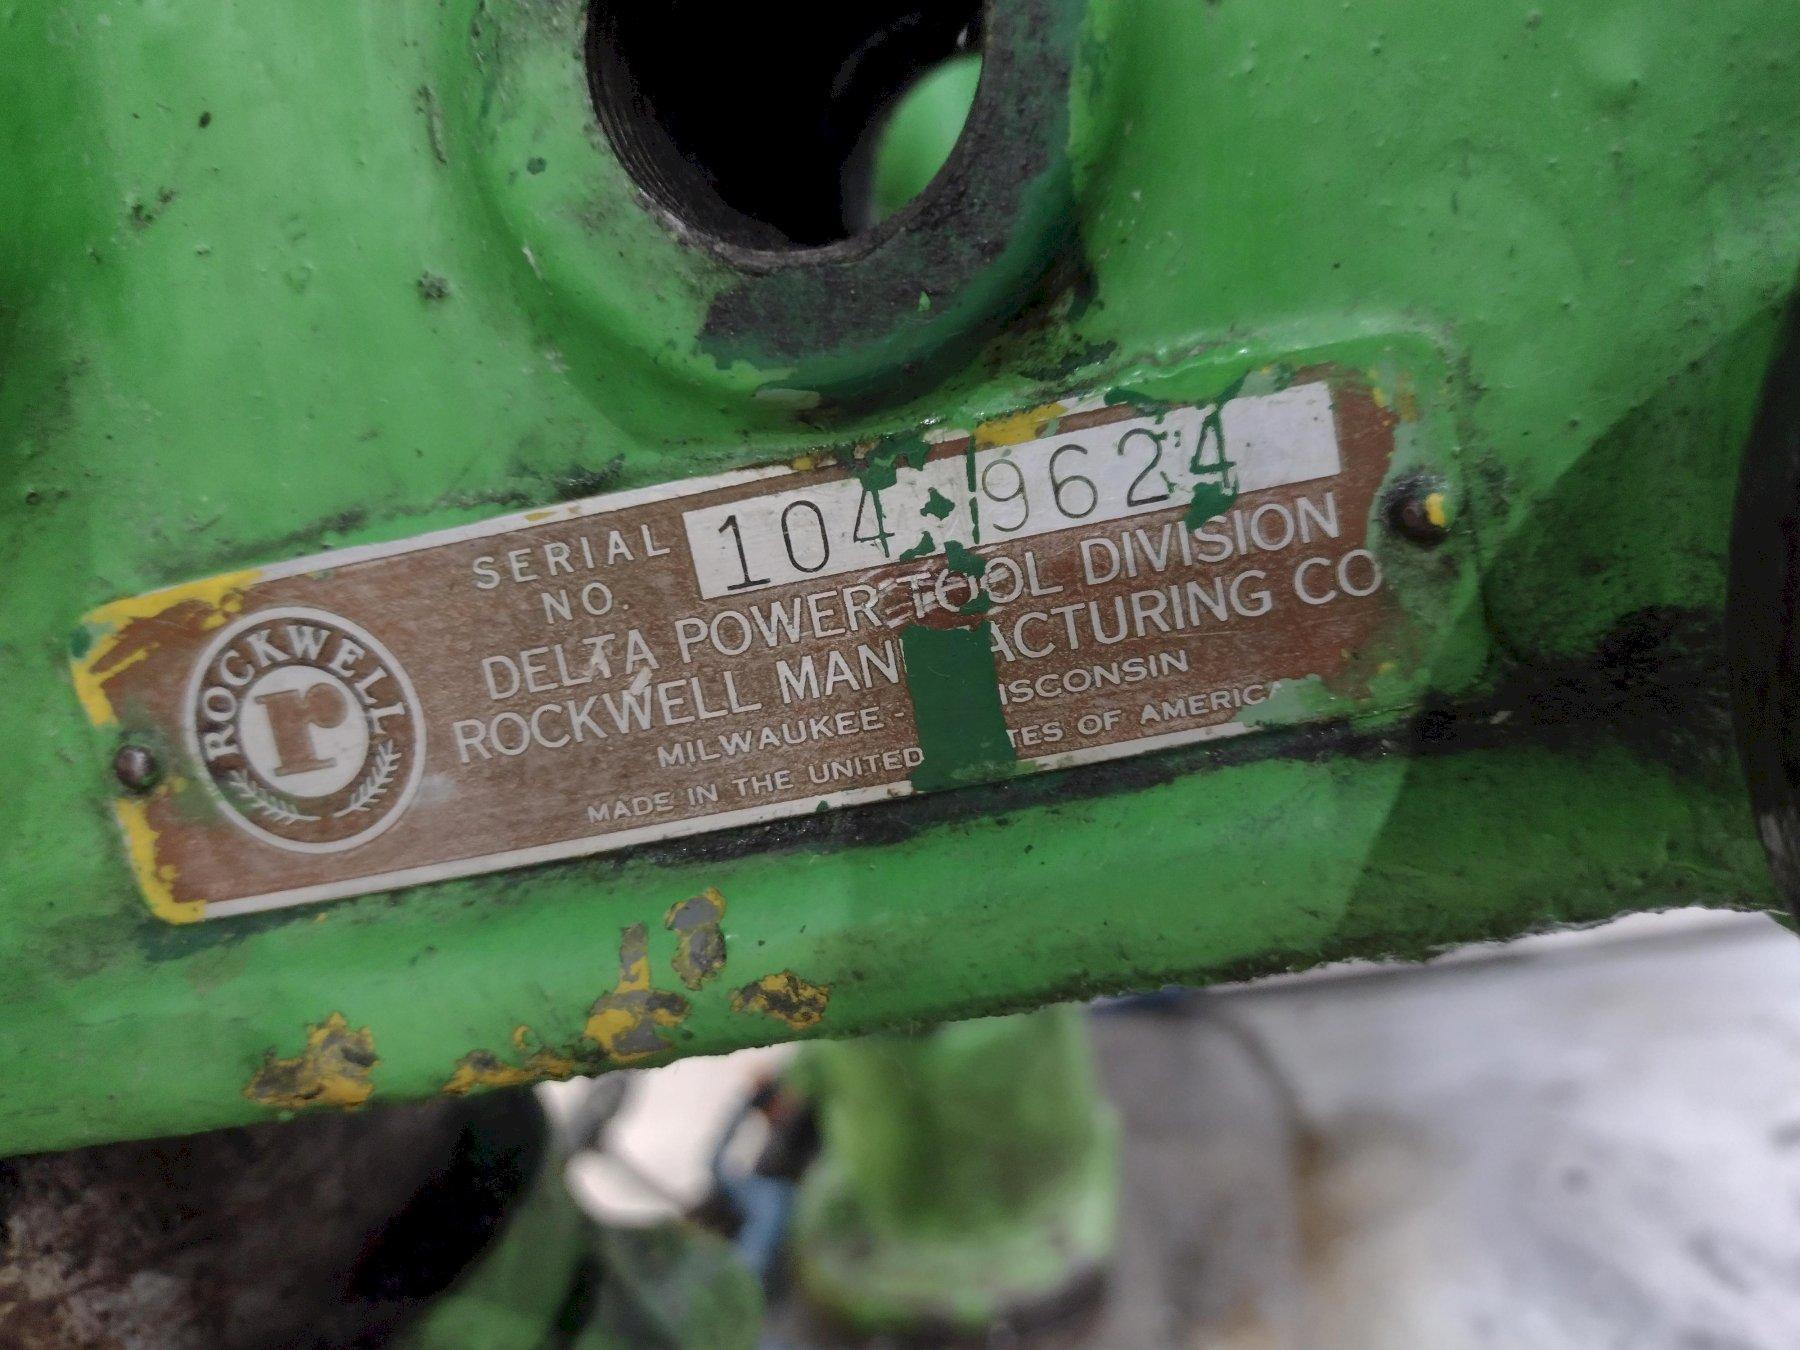 SERIAL NO. 104 9624
DELTA POWER TOOL DIVISION
ROCKWELL MAN ACTURING CO
MILWAUKEE - ISCONSIN
MADE IN THE UNITED TES OF AMERICA
ROCKWELL
r